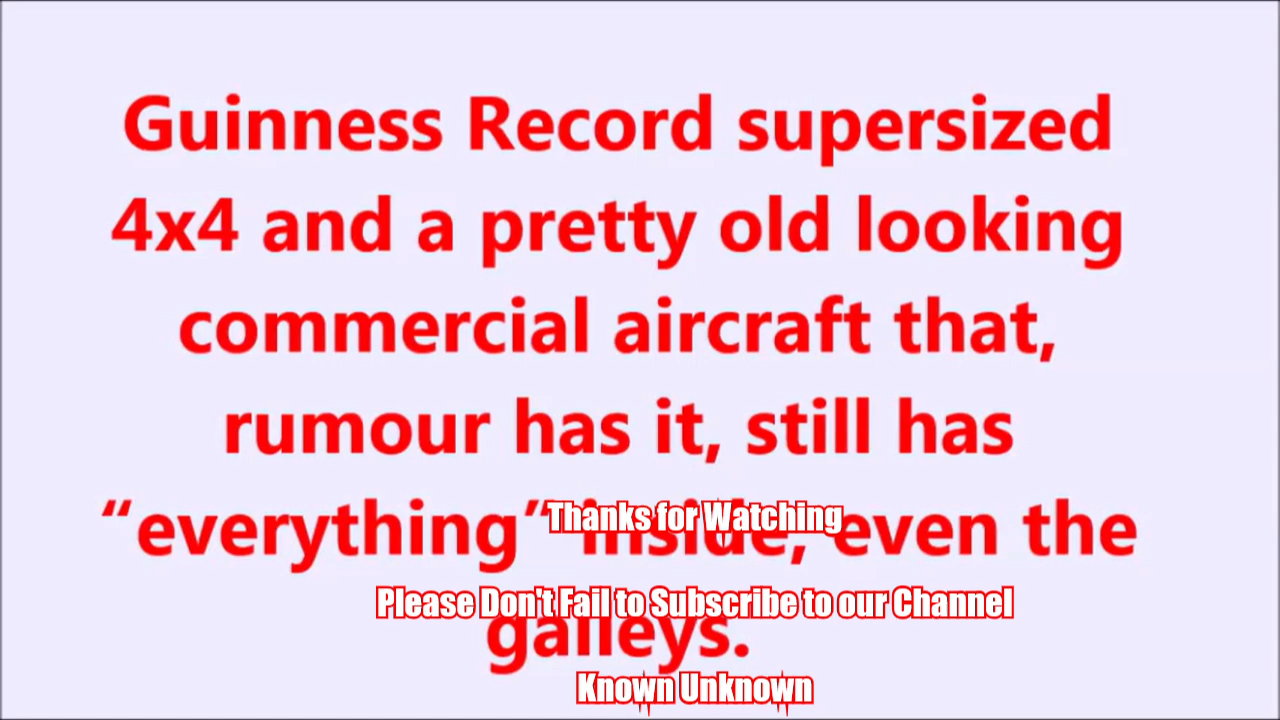 Guinness Record supersized
4x4 and a pretty old looking
commercial aircraft that,
rumour has it, still has
“everything” inside, even the
galleys.
Thanks for Watching
Please Don't Fail to Subscribe to our Channel
Known Unknown